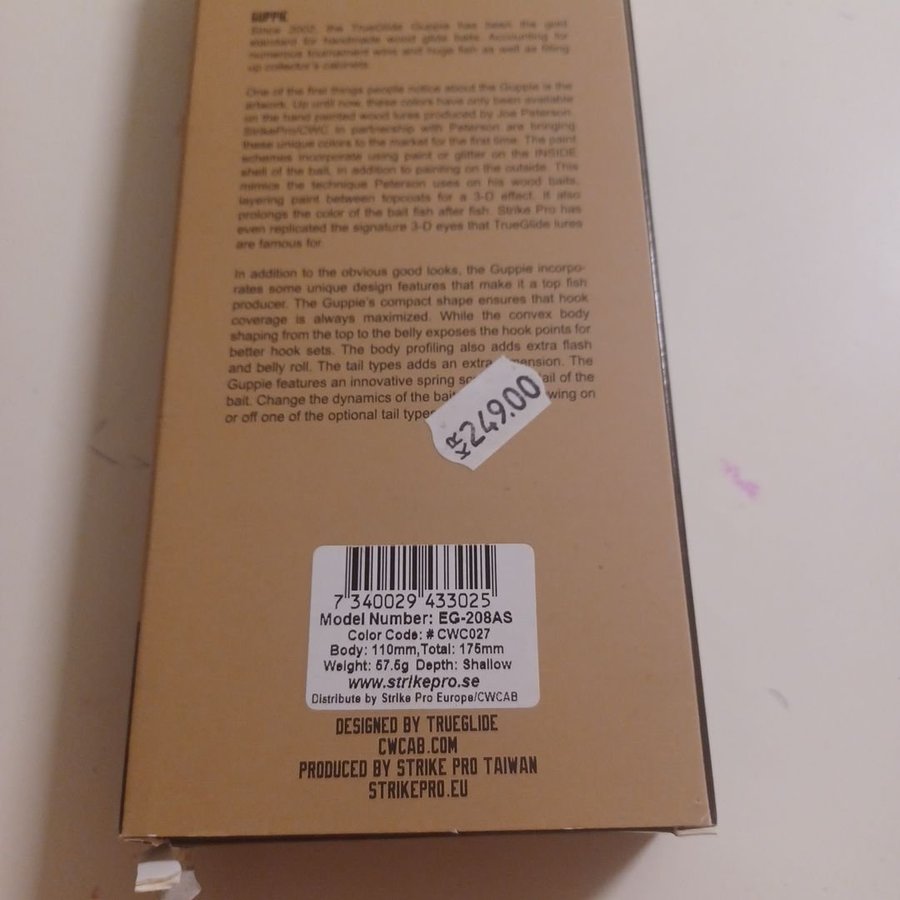 GUPPIE
Since 2002, the TrueGlide Guppie has been the gold
standard for handmade wood glide baits. Accounting for
numerous tournament wins and huge fish as well as filling
up collector's cabinets.
One of the first things people notice about the Guppie is the
artwork. Up until now, these colors have only been available
on the hand painted wood lures produced by Joe Peterson.
StrikePro/CWC in partnership with Peterson are bringing
these unique colors to the market for the first time. The paint
schemes incorporate using paint or glitter on the INSIDE
shell of the bait, in addition to painting on the outside. This
mimics the technique Peterson uses on his wood baits,
layering paint between topcoats for a 3-D effect. It also
prolongs the color of the bait fish after fish. Strike Pro has
even replicated the signature 3-D eyes that TrueGlide lures
are famous for.
In addition to the obvious good looks, the Guppie incorpo-
rates some unique design features that make it a top fish
producer. The Guppie's compact shape ensures that hook
coverage is always maximized. While the convex body
shaping from the top to the belly exposes the hook points for
better hook sets. The body profiling also adds extra flash
and belly roll. The tail types adds an extra The
Guppie features an innovative spring of the
bait. Change the dynamics of the on
or off one of the optional tail
KR 249.00
7 340029 433025
Model Number: EG-208AS
Color Code: # CWC027
Body: 110mm,Total: 175mm
Weight: 57.5g Depth: Shallow
www.strikepro.se
Distribute by Strike Pro Europe/CWCAB
DESIGNED BY TRUEGLIDE
CWCAB.COM
PRODUCED BY STRIKE PRO TAIWAN
STRIKEPRO.EU